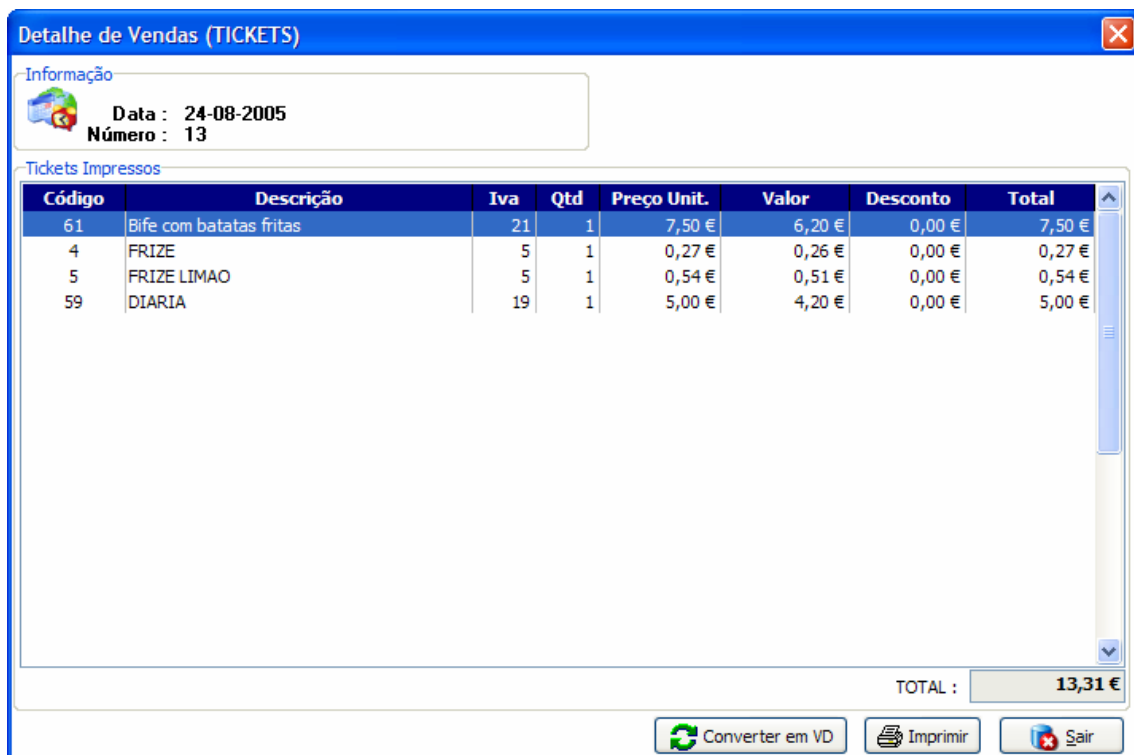 Detalhe de Vendas (TICKETS)
Informação
Data : 24-08-2005
Número : 13
Tickets Impressos
Código Descrição Iva Qtd Preço Unit. Valor Desconto Total
61 Bife com batatas fritas 21 1 7,50 € 6,20 € 0,00 € 7,50 €
4 FRIZE 5 1 0,27 € 0,26 € 0,00 € 0,27 €
5 FRIZE LIMAO 5 1 0,54 € 0,51 € 0,00 € 0,54 €
59 DIARIA 19 1 5,00 € 4,20 € 0,00 € 5,00 €
TOTAL : 13,31 €
Converter em VD Imprimir Sair